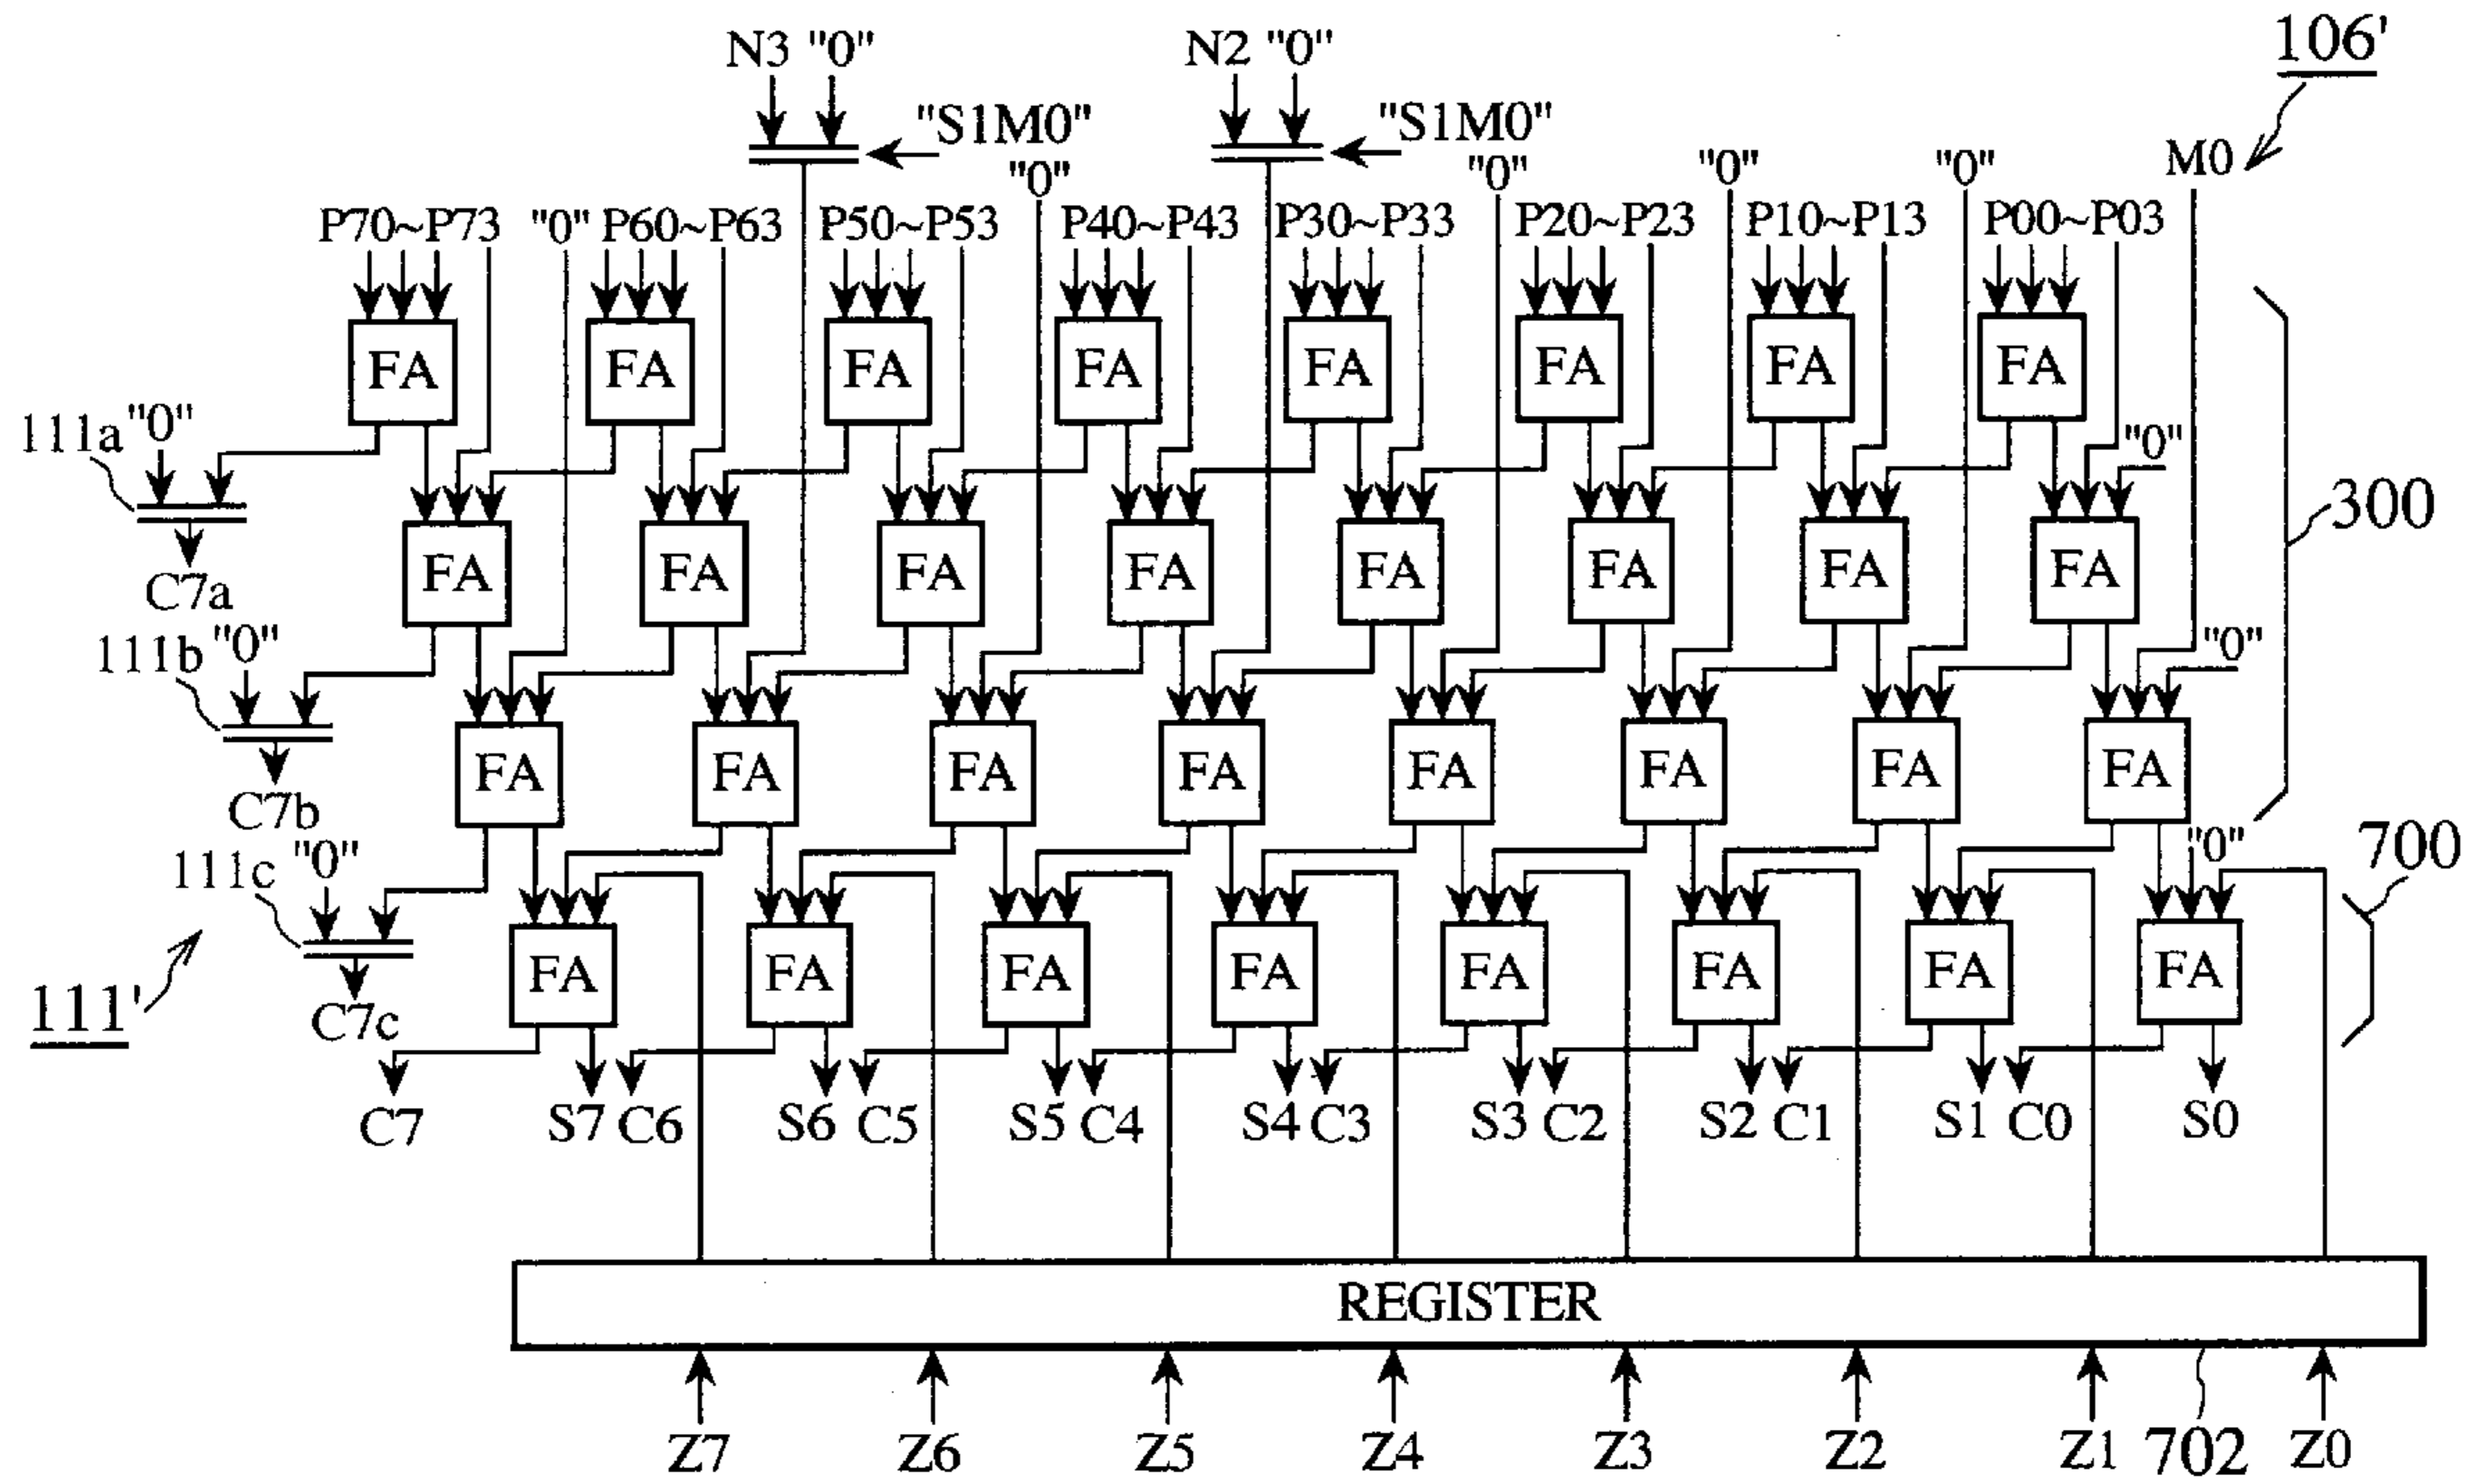 N3 "0" N2 "0" 106'
"S1M0" "S1M0"
"0" "0" "0" "0" M0
P70~P73 "0" P60~P63 P50~P53 P40~P43 P30~P33 P20~P23 P10~P13 P00~P03
FA FA FA FA FA FA FA FA
111a "0" "0"
300
FA FA FA FA FA FA FA FA
C7a
111b "0" "0"
FA FA FA FA FA FA FA FA
C7b
111c "0" "0" 700
FA FA FA FA FA FA FA FA
111' C7c
C7 S7 C6 S6 C5 S5 C4 S4 C3 S3 C2 S2 C1 S1 C0 S0
REGISTER
Z7 Z6 Z5 Z4 Z3 Z2 Z1 702 Z0